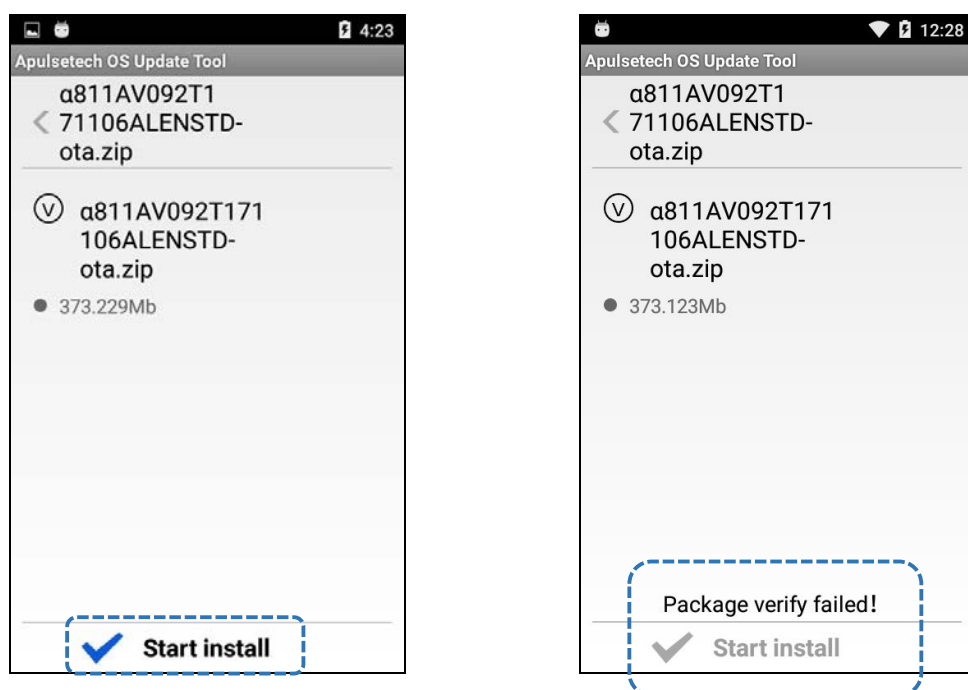 4:23
Apulsetech OS Update Tool
α811AV092T1
71106ALENSTD-
ota.zip
V
α811AV092T171
106ALENSTD-
ota.zip
373.229Mb
Start install
12:28
Apulsetech OS Update Tool
α811AV092T1
71106ALENSTD-
ota.zip
V
α811AV092T171
106ALENSTD-
ota.zip
373.123Mb
Package verify failed!
Start install